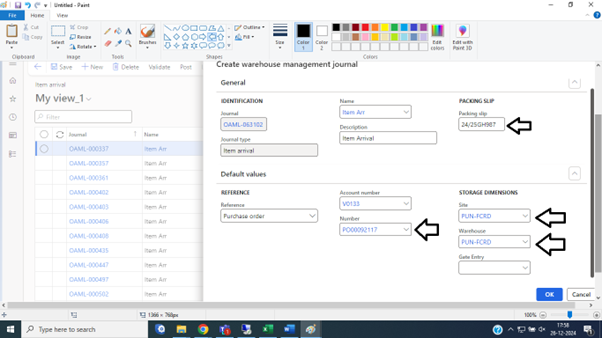 Untitled - Paint
File Home View
Paste
Cut
Copy
Clipboard
Select
Crop
Resize
Rotate
Image
Tools
Brushes
Shapes
Outline
Fill
Size
Color 1
Color 2
Colors
Edit colors
Edit with Paint 3D
Save New Delete Validate Post
Item arrival
My view_1
Filter
Journal Name
OAML-000337 Item Arr
OAML-000357 Item Arr
OAML-000361 Item Arr
OAML-000402 Item Arr
OAML-000403 Item Arr
OAML-000406 Item Arr
OAML-000408 Item Arr
OAML-000435 Item Arr
OAML-000447 Item Arr
OAML-000497 Item Arr
OAML-000502 Item Arr
Create warehouse management journal
General
IDENTIFICATION
Journal
OAML-063102
Journal type
Item arrival
Name
Item Arr
Description
Item Arrival
PACKING SLIP
Packing slip
24/25GH987
Default values
REFERENCE
Reference
Purchase order
Account number
V0133
Number
PO00092117
STORAGE DIMENSIONS
Site
PUN-FCRD
Warehouse
PUN-FCRD
Gate Entry
OK Cancel
1366 × 768px
100%
Type here to search
17:58
28-12-2024